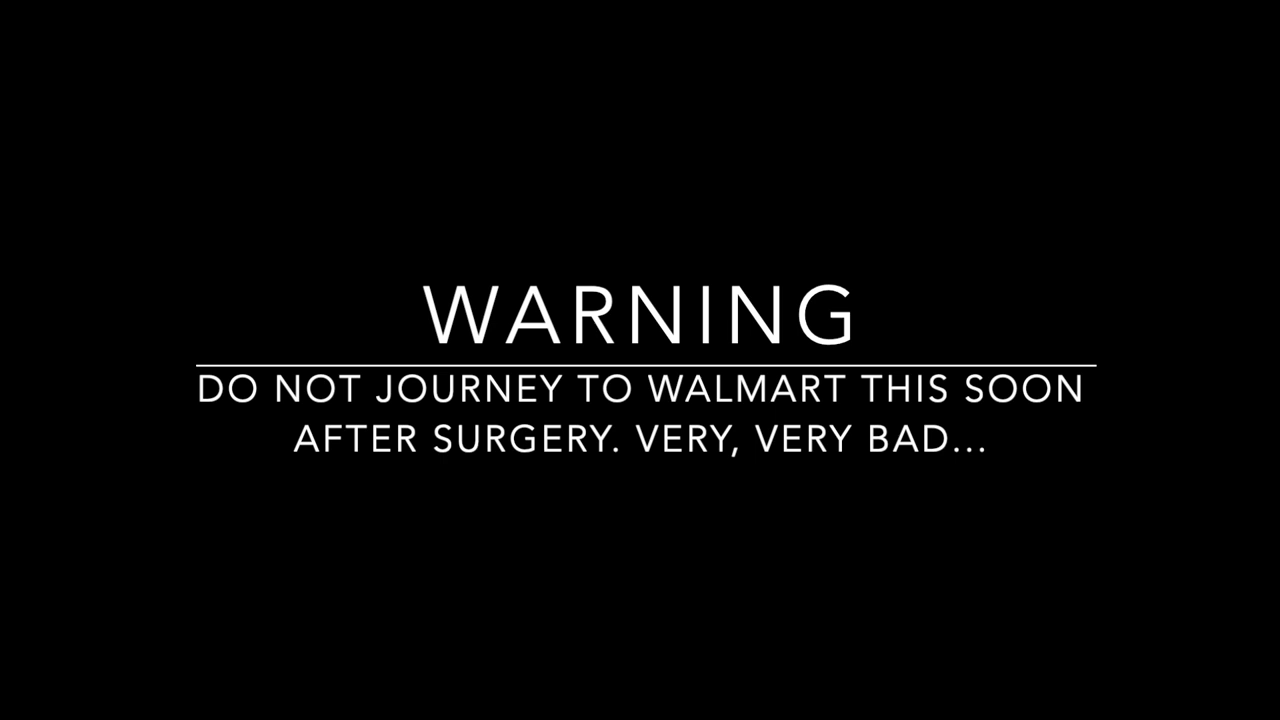 WARNING
DO NOT JOURNEY TO WALMART THIS SOON
AFTER SURGERY. VERY, VERY BAD...